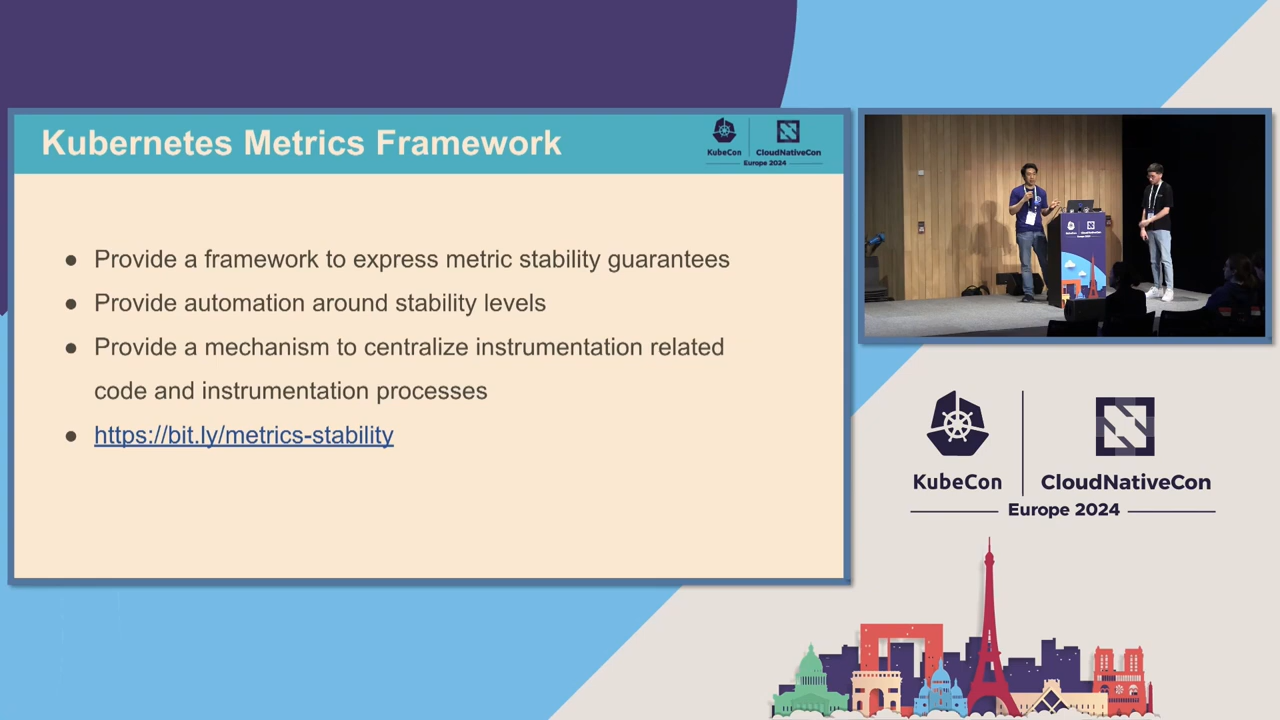 Kubernetes Metrics Framework
KubeCon
CloudNativeCon
Europe 2024
● Provide a framework to express metric stability guarantees
● Provide automation around stability levels
● Provide a mechanism to centralize instrumentation related
code and instrumentation processes
● https://bit.ly/metrics-stability
KubeCon
CloudNativeCon
Europe 2024